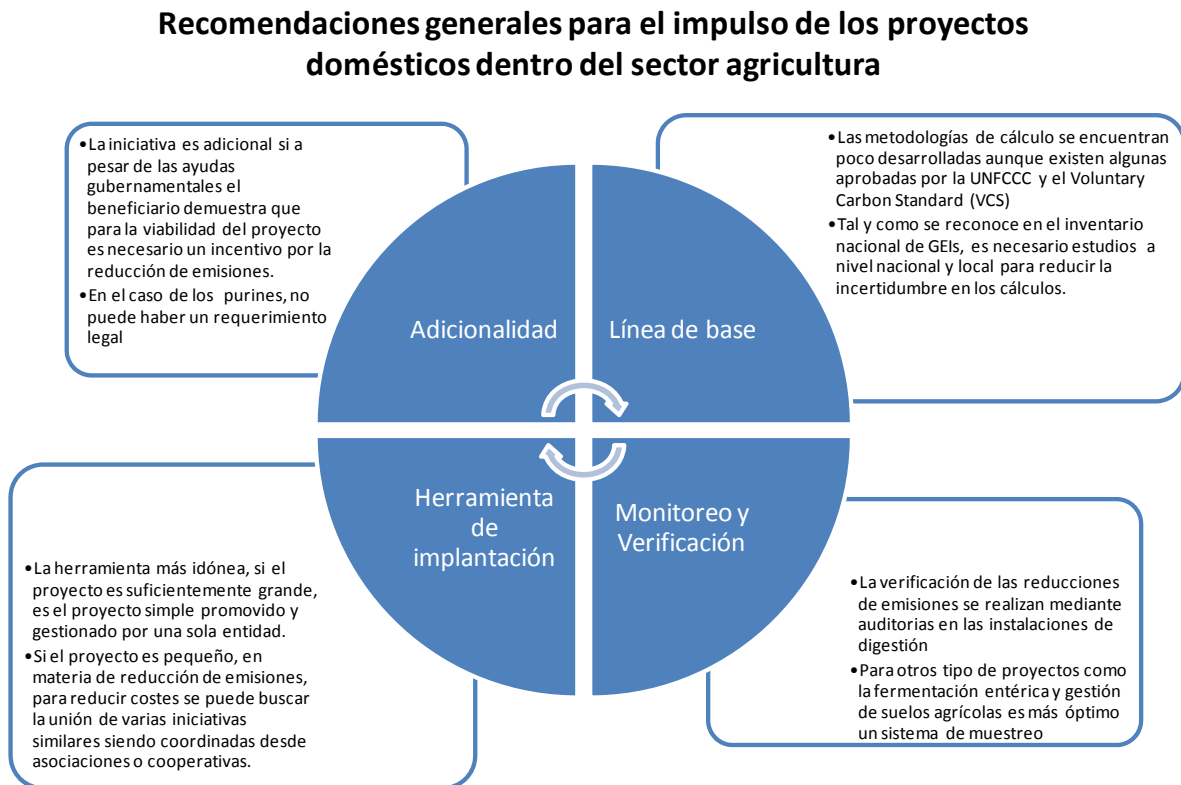 Recomendaciones generales para el impulso de los proyectos
domésticos dentro del sector agricultura
•La iniciativa es adicional si a
pesar de las ayudas
gubernamentales el
beneficiario demuestra que
para la viabilidad del proyecto
es necesario un incentivo por la
reducción de emisiones.
•En el caso de los purines, no
puede haber un requerimiento
legal
•Las metodologías de cálculo se encuentran
poco desarrolladas aunque existen algunas
aprobadas por la UNFCCC y el Voluntary
Carbon Standard (VCS)
•Tal y como se reconoce en el inventario
nacional de GEIs, es necesario estudios a
nivel nacional y local para reducir la
incertidumbre en los cálculos.
Adicionalidad
Línea de base
Herramienta
de
implantación
Monitoreo y
Verificación
•La herramienta más idónea, si el
proyecto es suficientemente grande,
es el proyecto simple promovido y
gestionado por una sola entidad.
•Si el proyecto es pequeño, en
materia de reducción de emisiones,
para reducir costes se puede buscar
la unión de varias iniciativas
similares siendo coordinadas desde
asociaciones o cooperativas.
•La verificación de las reducciones
de emisiones se realizan mediante
auditorias en las instalaciones de
digestión
•Para otros tipo de proyectos como
la fermentación entérica y gestión
de suelos agrícolas es más óptimo
un sistema de muestreo